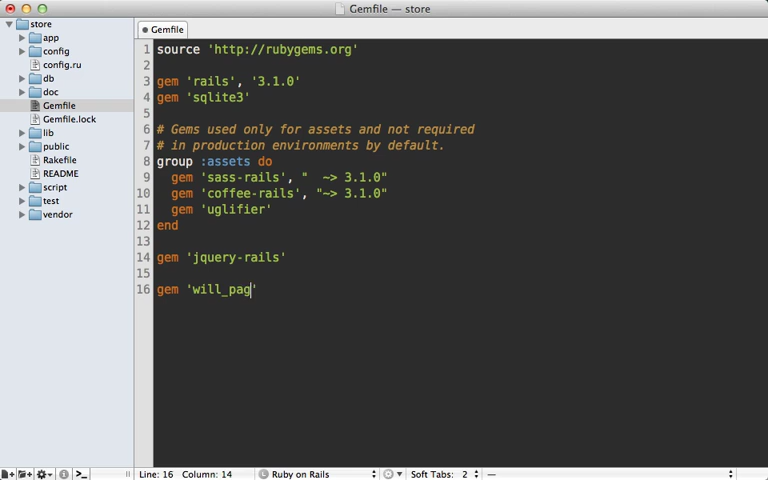 Gemfile — store
store
app
config
config.ru
db
doc
Gemfile
Gemfile.lock
lib
public
Rakefile
README
script
test
vendor
Gemfile
1 source 'http://rubygems.org'
2
3 gem 'rails', '3.1.0'
4 gem 'sqlite3'
5
6 # Gems used only for assets and not required
7 # in production environments by default.
8 group :assets do
9 gem 'sass-rails', "  ~> 3.1.0"
10 gem 'coffee-rails', "~> 3.1.0"
11 gem 'uglifier'
12 end
13
14 gem 'jquery-rails'
15
16 gem 'will_pag'
Line: 16 Column: 14 Ruby on Rails Soft Tabs: 2 —